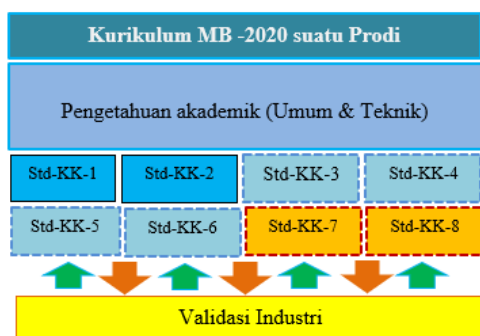 Kurikulum MB -2020 suatu Prodi
Pengetahuan akademik (Umum & Teknik)
Std-KK-1 Std-KK-2 Std-KK-3 Std-KK-4
Std-KK-5 Std-KK-6 Std-KK-7 Std-KK-8
Validasi Industri